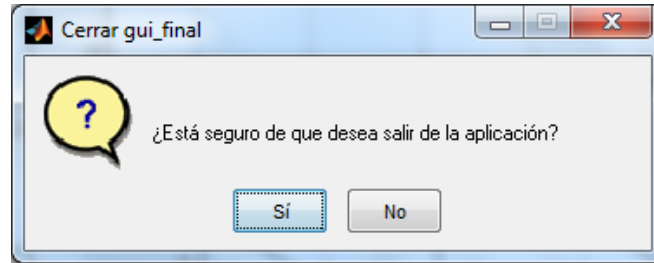 Cerrar gui_final
?
¿Está seguro de que desea salir de la aplicación?
Sí
No